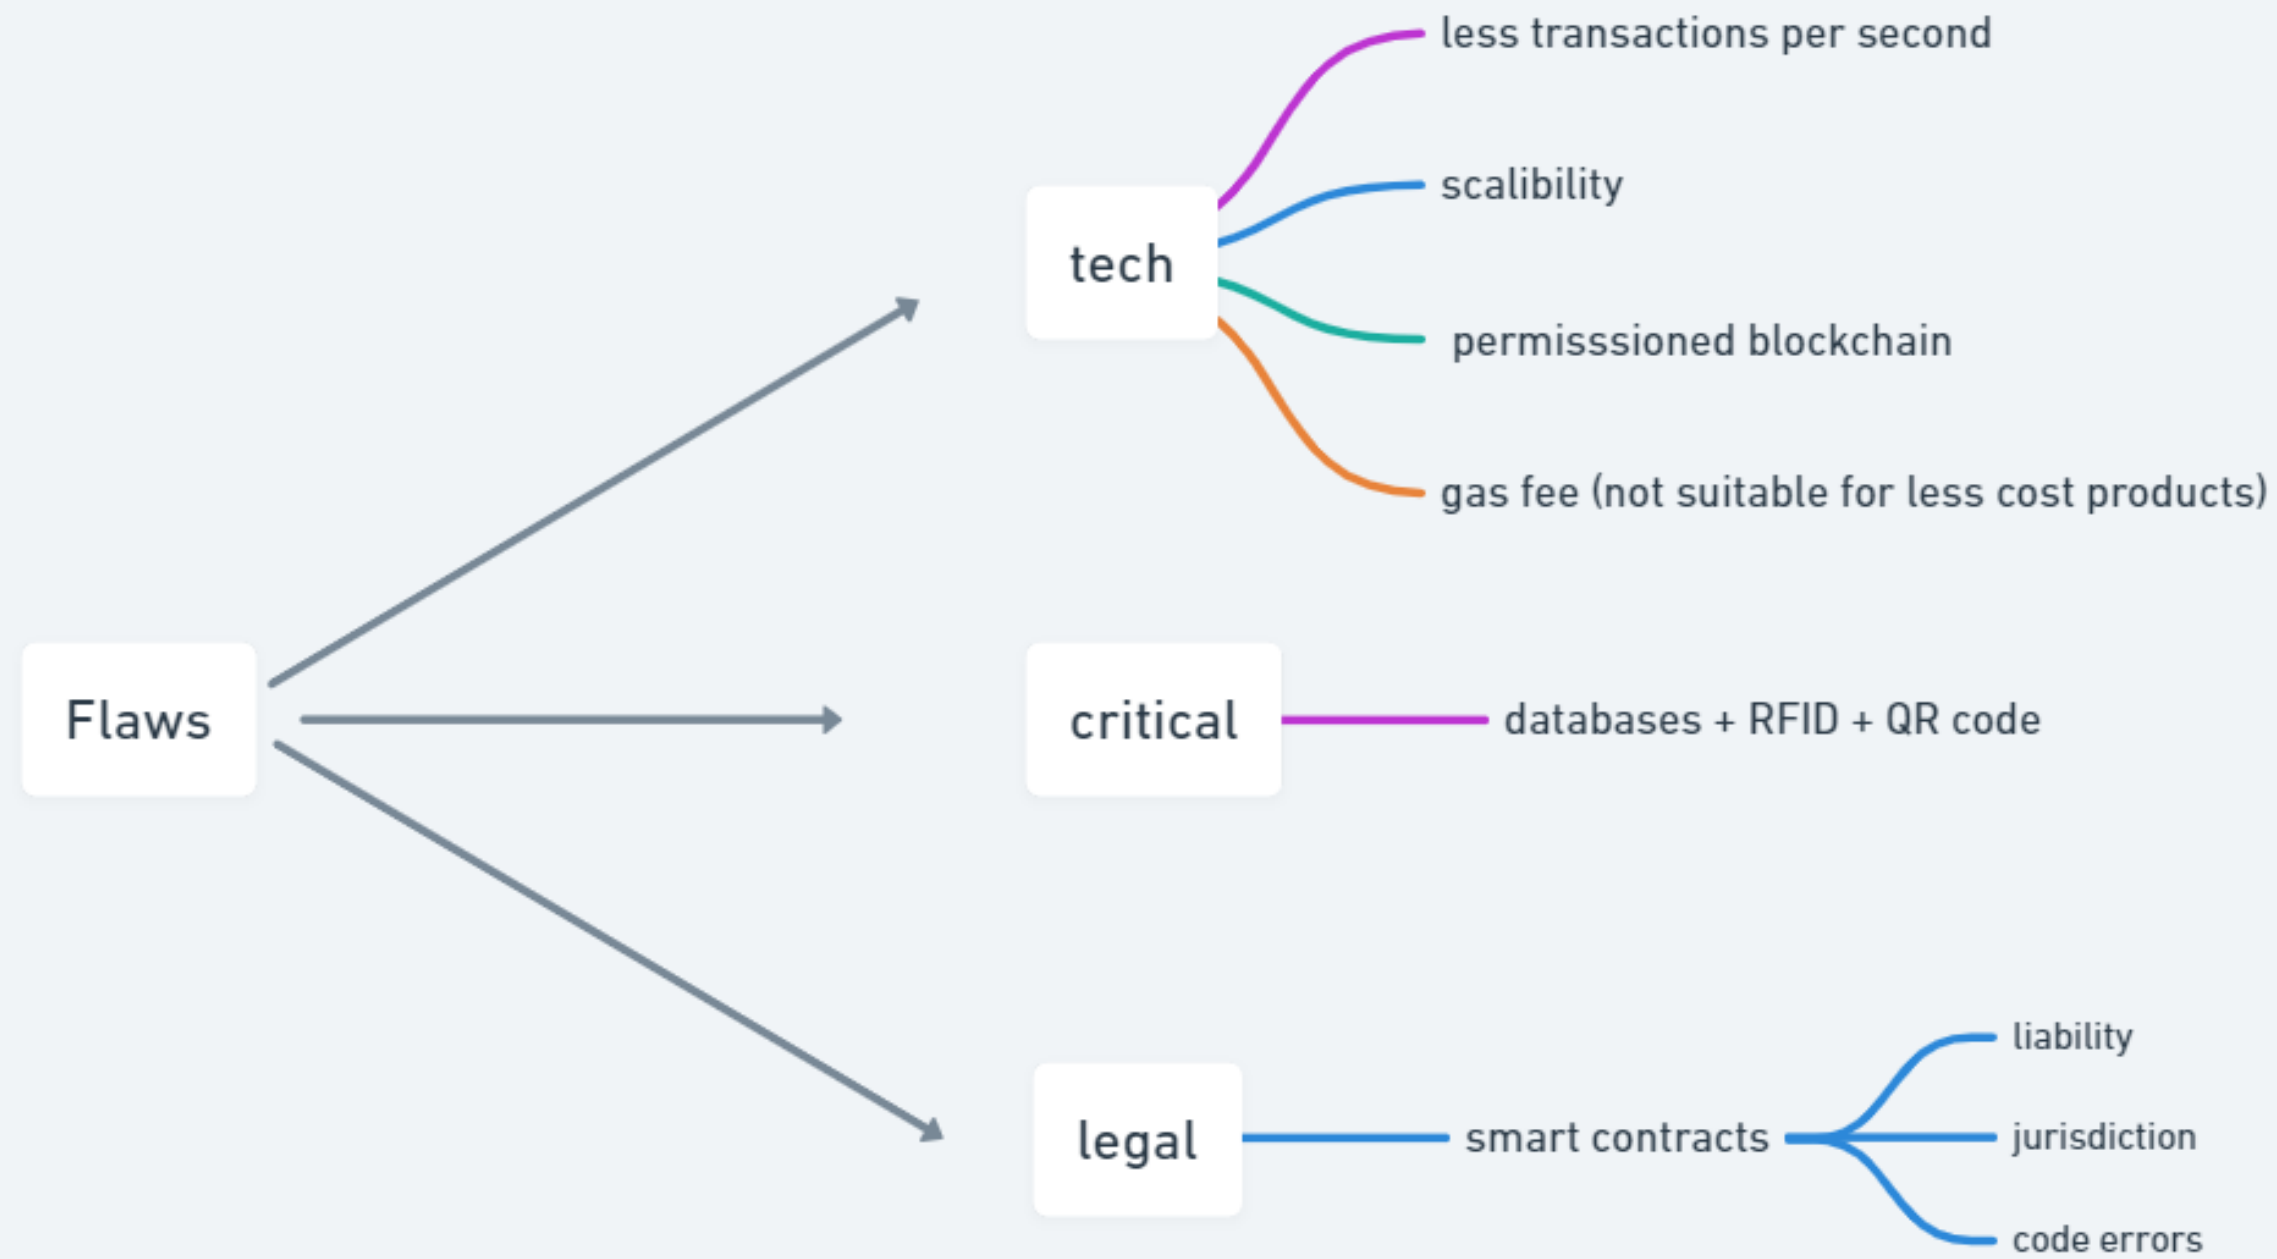 less transactions per second
scalibility
tech
permisssioned blockchain
gas fee (not suitable for less cost products)
Flaws
critical
databases + RFID + QR code
liability
legal
smart contracts
jurisdiction
code errors